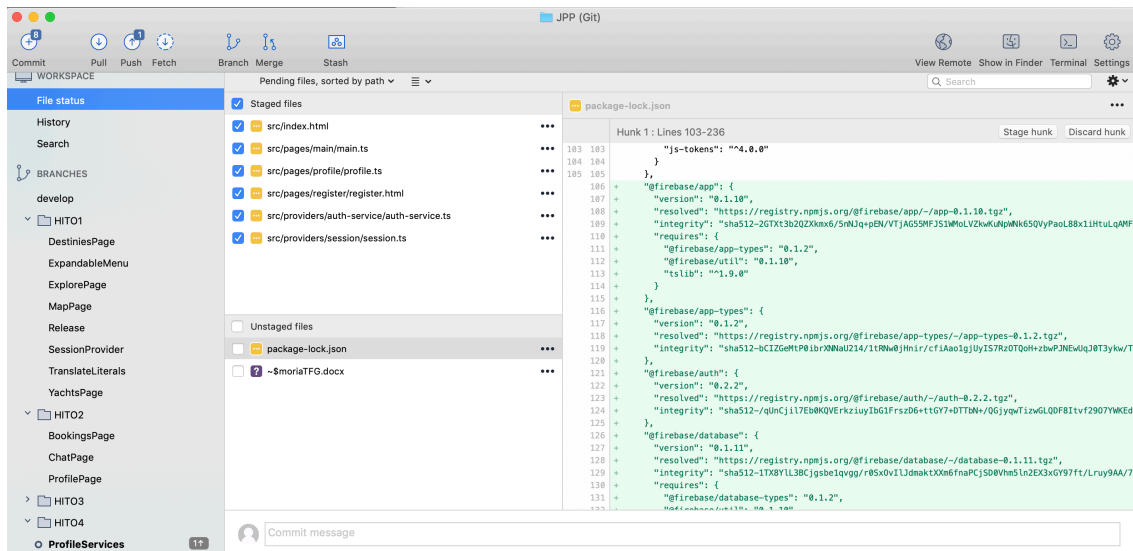 JPP (Git)
8
1
Commit
Pull
Push
Fetch
Branch
Merge
Stash
View Remote
Show in Finder
Terminal
Settings
WORKSPACE
File status
History
Search
BRANCHES
develop
HITO1
DestiniesPage
ExpandableMenu
ExplorePage
MapPage
Release
SessionProvider
TranslateLiterals
YachtsPage
HITO2
BookingsPage
ChatPage
ProfilePage
HITO3
HITO4
ProfileServices 1↑
Pending files, sorted by path
Search
Staged files
src/index.html
src/pages/main/main.ts
src/pages/profile/profile.ts
src/pages/register/register.html
src/providers/auth-service/auth-service.ts
src/providers/session/session.ts
Unstaged files
package-lock.json
~$moriaTFG.docx
package-lock.json
Hunk 1 : Lines 103-236
Stage hunk
Discard hunk
103 103 "js-tokens": "^4.0.0"
104 104 }
105 105 },
106 + "@firebase/app": {
107 + "version": "0.1.10",
108 + "resolved": "https://registry.npmjs.org/@firebase/app/-/app-0.1.10.tgz",
109 + "integrity":
110 + "requires": {
111 + "@firebase/app-types": "0.1.2",
112 + "@firebase/util": "0.1.10",
113 + "tslib": "^1.9.0"
114 + }
115 + },
116 + "@firebase/app-types": {
117 + "version": "0.1.2",
118 + "resolved": "https://registry.npmjs.org/@firebase/app-types/-/app-types-0.1.2.tgz",
119 + "integrity":
120 + },
121 + "@firebase/auth": {
122 + "version": "0.2.2",
123 + "resolved": "https://registry.npmjs.org/@firebase/auth/-/auth-0.2.2.tgz",
124 + "integrity":
125 + },
126 + "@firebase/database": {
127 + "version": "0.1.11",
128 + "resolved": "https://registry.npmjs.org/@firebase/database/-/database-0.1.11.tgz",
129 + "integrity":
130 + "requires": {
131 + "@firebase/database-types": "0.1.2",
Commit message